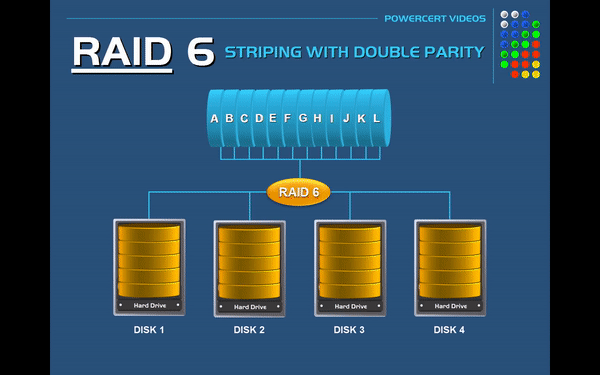 POWERCERT VIDEOS
RAID 6 STRIPING WITH DOUBLE PARITY
A B C D E F G H I J K L
RAID 6
Hard Drive Hard Drive Hard Drive Hard Drive
DISK 1 DISK 2 DISK 3 DISK 4